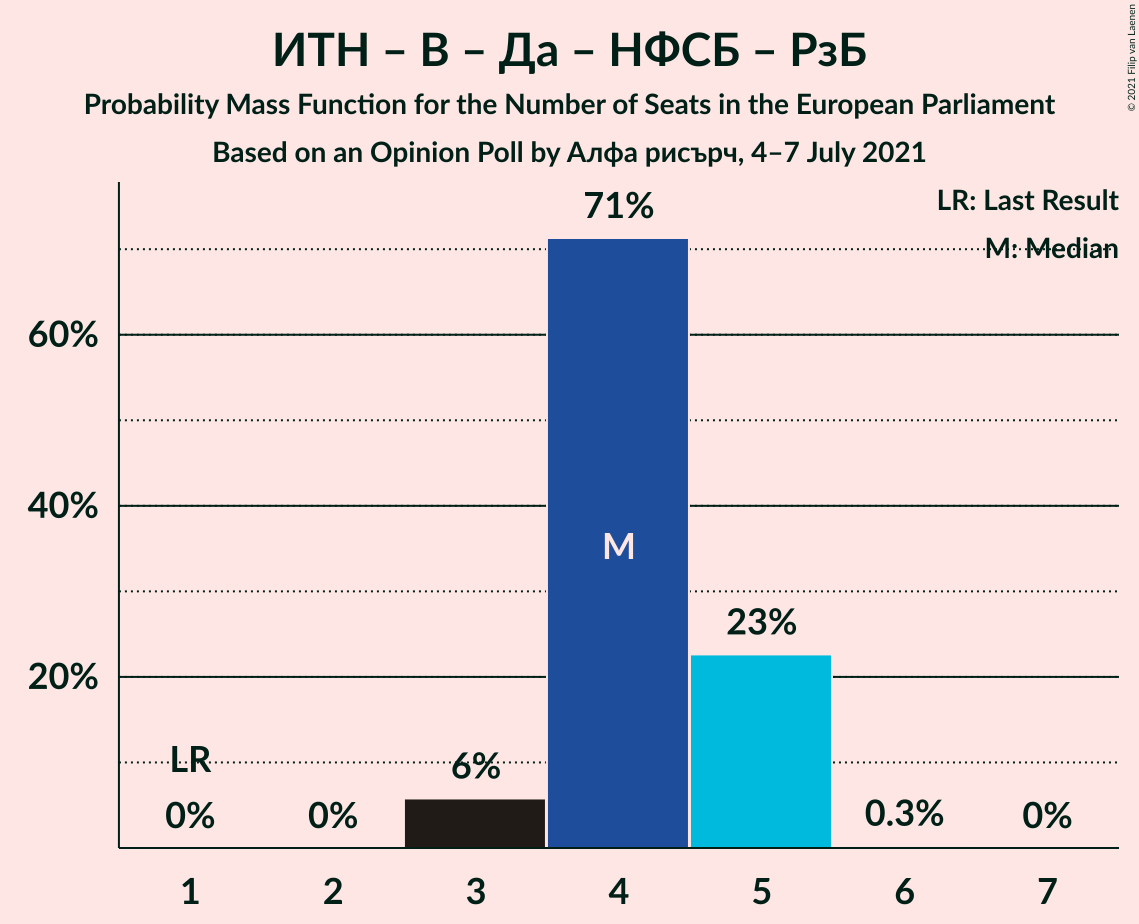 ИТН – В – Да – НФСБ – РзБ
Probability Mass Function for the Number of Seats in the European Parliament
Based on an Opinion Poll by Алфа рисърч, 4–7 July 2021
© 2021 Filip van Laenen
LR: Last Result
M: Median
71%
60%
40%
M
23%
20%
LR
6%
0%
0%
0.3%
0%
1 2 3 4 5 6 7